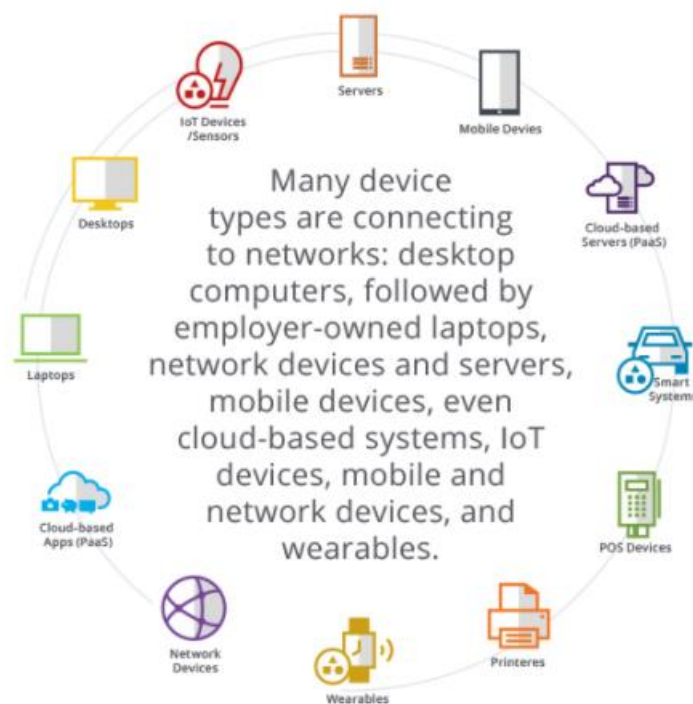 Servers
IoT Devices
/Sensors
Mobile Devies
Desktops
Cloud-based
Servers (PaaS)
Many device
types are connecting
to networks: desktop
computers, followed by
employer-owned laptops,
network devices and servers,
mobile devices, even
cloud-based systems, IoT
devices, mobile and
network devices, and
wearables.
Laptops
Smart
Systems
Cloud-based
Apps (PaaS)
POS Devices
Network
Devices
Printeres
Wearables